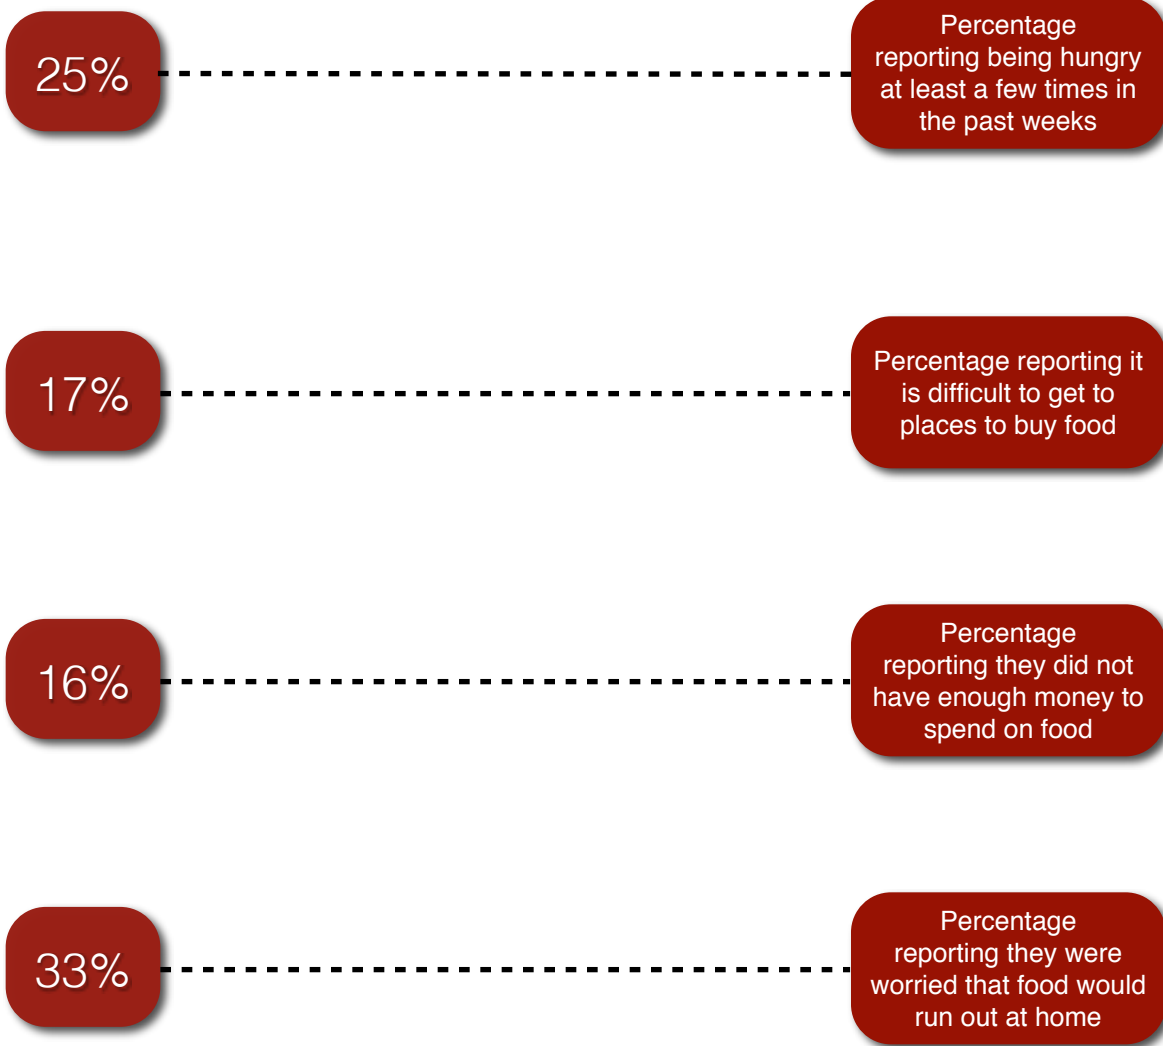 25%
Percentage
reporting being hungry
at least a few times in
the past weeks
17%
Percentage reporting it
is difficult to get to
places to buy food
16%
Percentage
reporting they did not
have enough money to
spend on food
33%
Percentage
reporting they were
worried that food would
run out at home